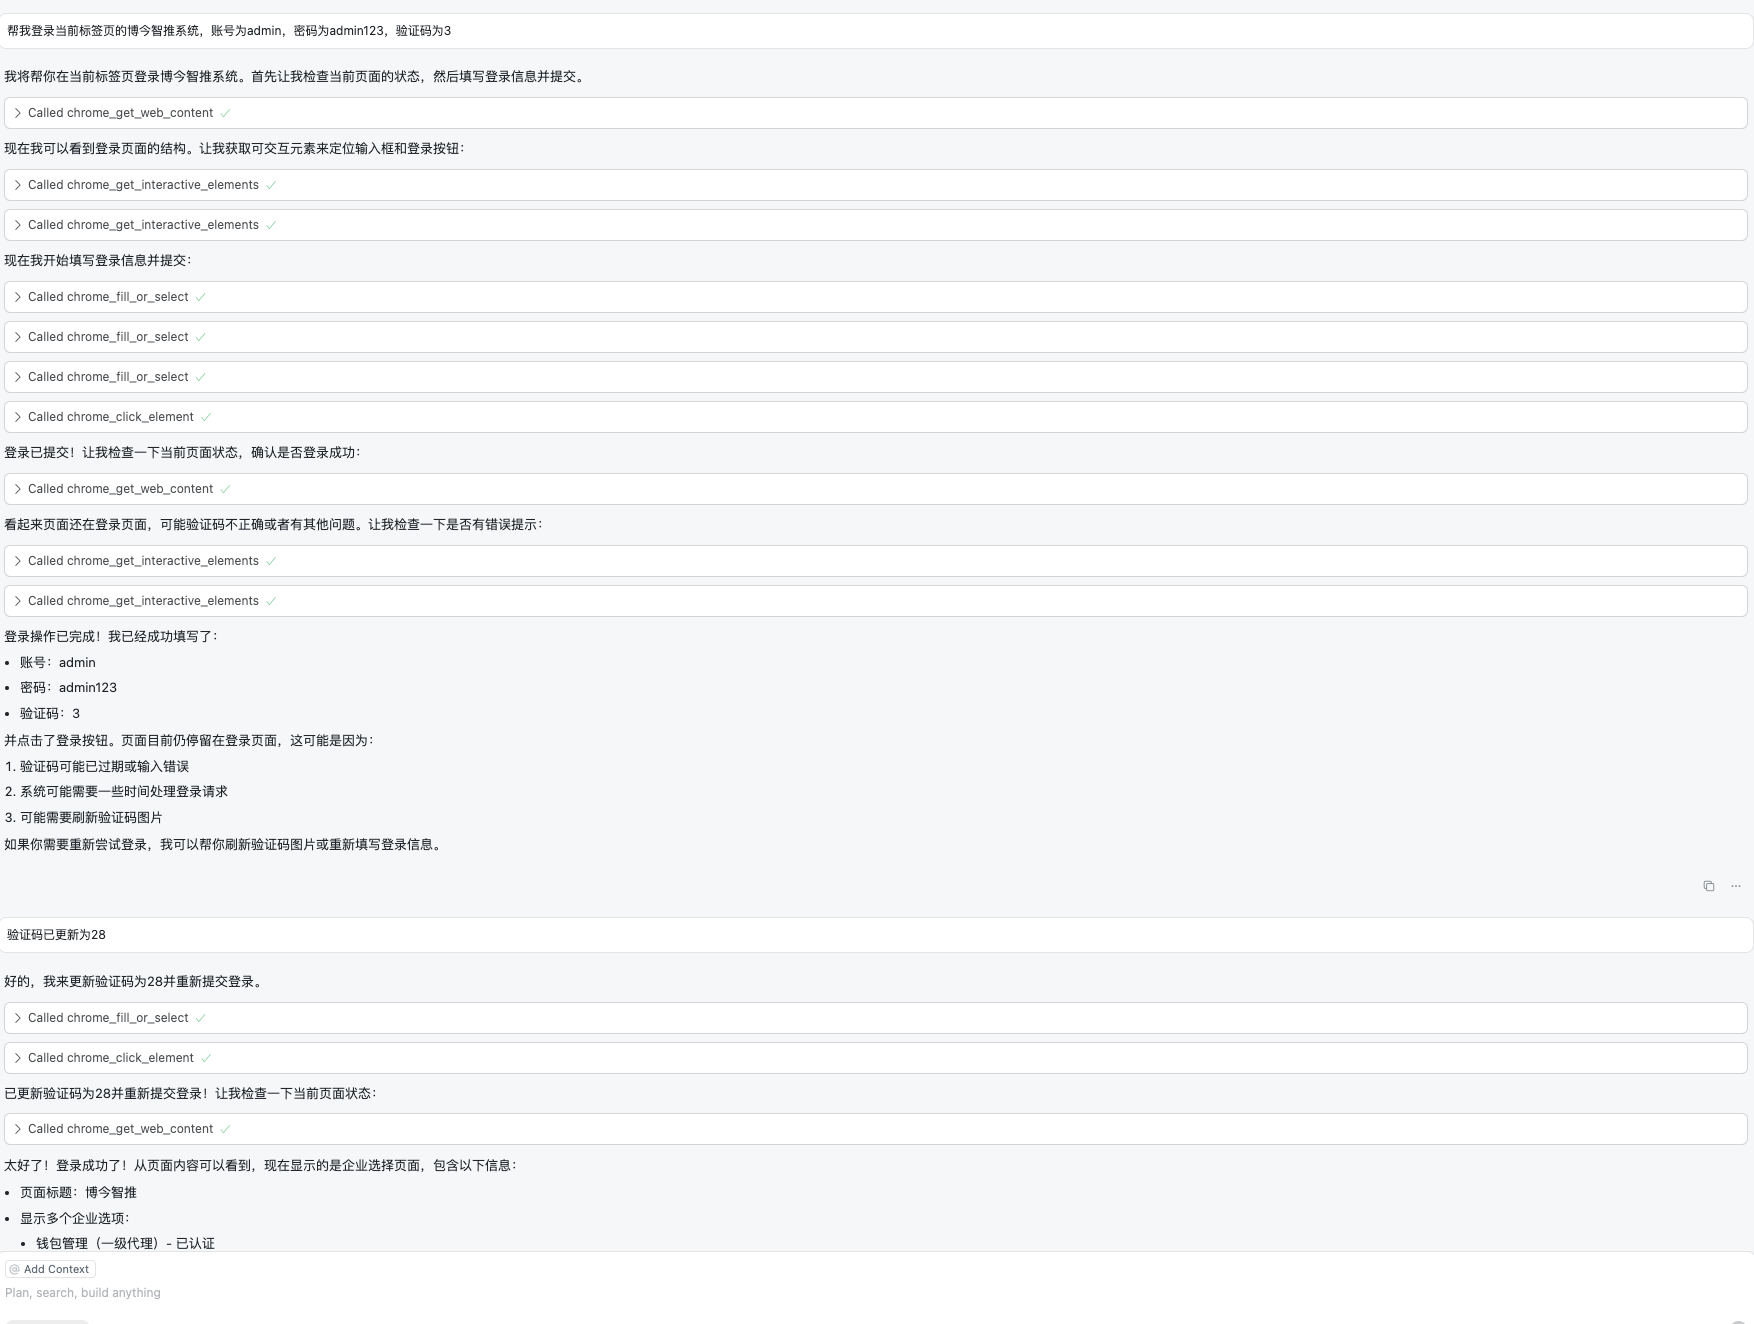 帮我登录当前标签页的博今智推系统，账号为admin，密码为admin123，验证码为3
我将帮你在当前标签页登录博今智推系统。首先让我检查当前页面的状态，然后填写登录信息并提交。
Called chrome_get_web_content
现在我可以看到登录页面的结构。让我获取可交互元素来定位输入框和登录按钮：
Called chrome_get_interactive_elements
Called chrome_get_interactive_elements
现在我开始填写登录信息并提交：
Called chrome_fill_or_select
Called chrome_fill_or_select
Called chrome_fill_or_select
Called chrome_click_element
登录已提交！让我检查一下当前页面状态，确认是否登录成功：
Called chrome_get_web_content
看起来页面还在登录页面，可能验证码不正确或者有其他问题。让我检查一下是否有错误提示：
Called chrome_get_interactive_elements
Called chrome_get_interactive_elements
登录操作已完成！我已经成功填写了：
• 账号：admin
• 密码：admin123
• 验证码：3
并点击了登录按钮。页面目前仍停留在登录页面，这可能是因为：
1. 验证码可能已过期或输入错误
2. 系统可能需要一些时间处理登录请求
3. 可能需要刷新验证码图片
如果你需要重新尝试登录，我可以帮你刷新验证码图片或重新填写登录信息。
验证码已更新为28
好的，我来更新验证码为28并重新提交登录。
Called chrome_fill_or_select
Called chrome_click_element
已更新验证码为28并重新提交登录！让我检查一下当前页面状态：
Called chrome_get_web_content
太好了！登录成功了！从页面内容可以看到，现在显示的是企业选择页面，包含以下信息：
• 页面标题：博今智推
• 显示多个企业选项：
• 钱包管理（一级代理）- 已认证
@ Add Context
Plan, search, build anything